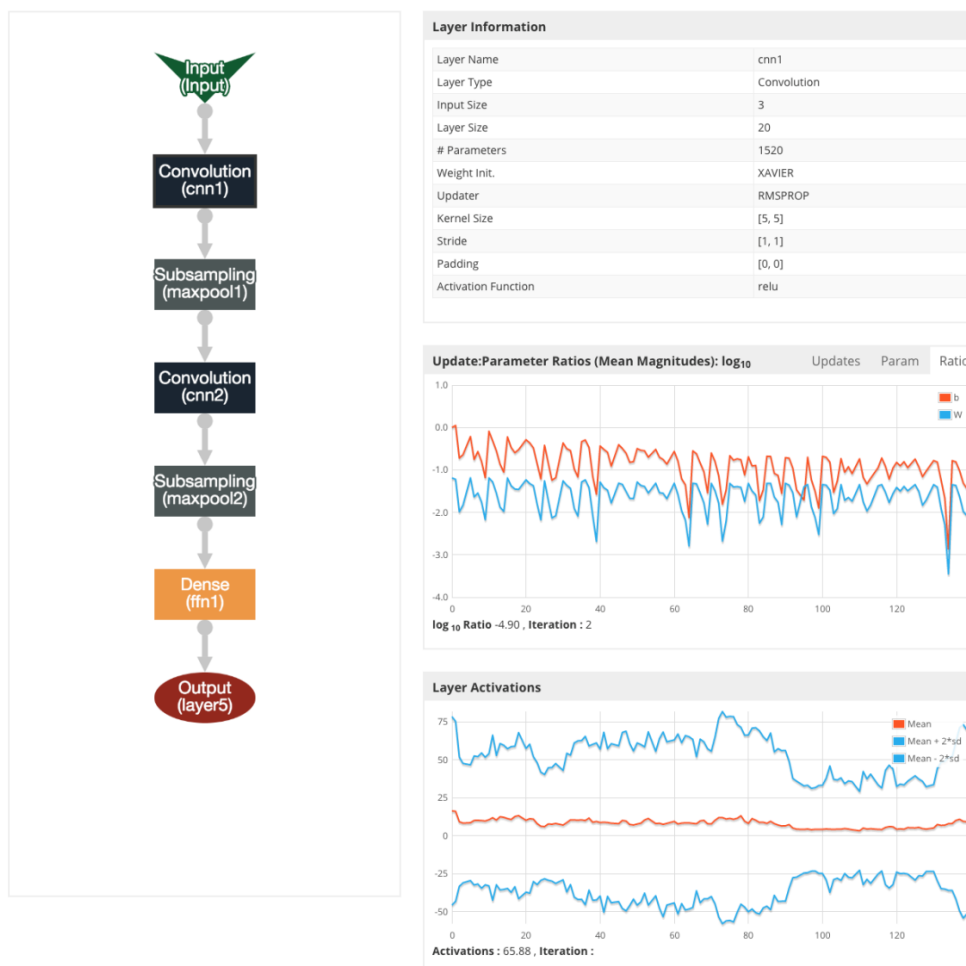 Input
(Input)
Convolution
(cnn1)
Subsampling
(maxpool1)
Convolution
(cnn2)
Subsampling
(maxpool2)
Dense
(ffn1)
Output
(layer5)
Layer Information
Layer Name cnn1
Layer Type Convolution
Input Size 3
Layer Size 20
# Parameters 1520
Weight Init. XAVIER
Updater RMSPROP
Kernel Size [5, 5]
Stride [1, 1]
Padding [0, 0]
Activation Function relu
Update:Parameter Ratios (Mean Magnitudes): log10 Updates Param Ratio
1.0
b
W
0.0
-1.0
-2.0
-3.0
-4.0
0 20 40 60 80 100 120
log 10 Ratio -4.90 , Iteration : 2
Layer Activations
75
Mean
Mean + 2*sd
Mean - 2*sd
50
25
0
-25
-50
0 20 40 60 80 100 120
Activations : 65.88 , Iteration :